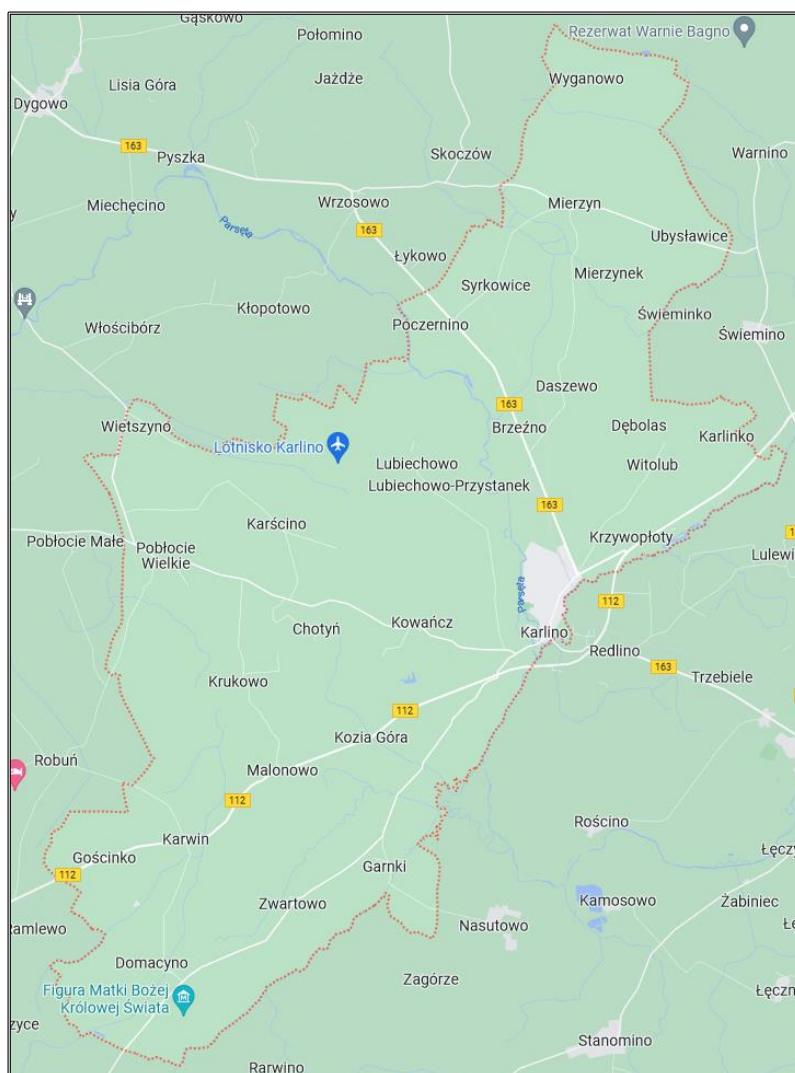 Gąskowo
Rezerwat Warnie Bagno
Połomino
Lisia Góra
Jażdże
Wyganowo
Dygowo
163
Pyszka
Skoczów
Warnino
Miechęcino
Wrzosowo
Mierzyn
Parsęta
163
Ubysławice
Łykowo
Mierzynek
Syrkowice
Kłopotowo
Włościbórz
Poczernino
Świeminko
Świemino
Daszewo
163
Wietszyno
Brzeźno
Dębolas
Karlinko
Lotnisko Karlino
Lubiechowo
Witolub
Lubiechowo-Przystanek
163
Karścino
Krzywopłoty
Pobłocie Małe
Pobłocie
Wielkie
Lulewi
Parsęta
112
Chotyń
Kowańcz
Karlino
Redlino
163
Trzebiele
Krukowo
112
Kozia Góra
Robuń
Malonowo
112
Rościno
Karwin
Gościnko
112
Garnki
Łęczy
Zwartowo
Kamosowo
Żabiniec
Ramlewo
Nasutowo
Domacyno
Zagórze
Figura Matki Bożej
Królowej Świata
Łęczn
zyce
Stanomino
Rarwino